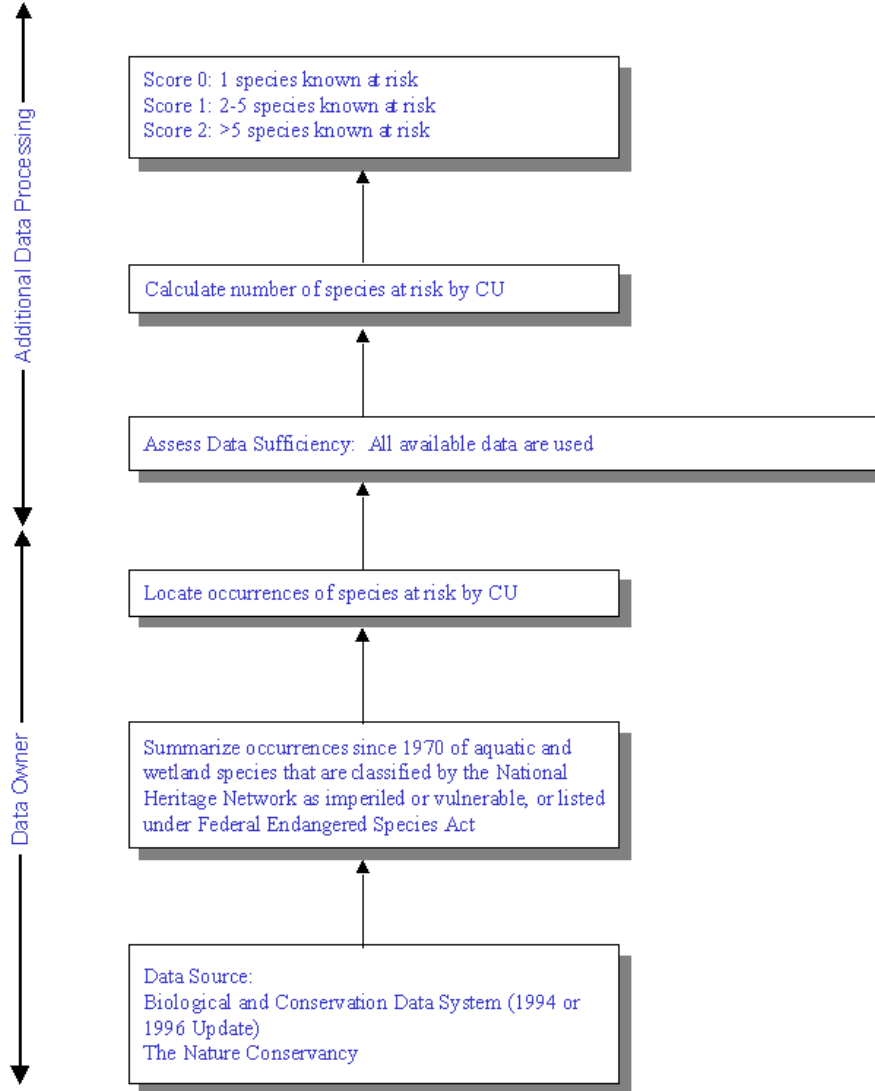 Additional Data Processing
Score 0: 1 species known at risk
Score 1: 2-5 species known at risk
Score 2: >5 species known at risk
Calculate number of species at risk by CU
Assess Data Sufficiency: All available data are used
Data Owner
Locate occurrences of species at risk by CU
Summarize occurrences since 1970 of aquatic and
wetland species that are classified by the National
Heritage Network as imperiled or vulnerable, or listed
under Federal Endangered Species Act
Data Source:
Biological and Conservation Data System (1994 or
1996 Update)
The Nature Conservancy